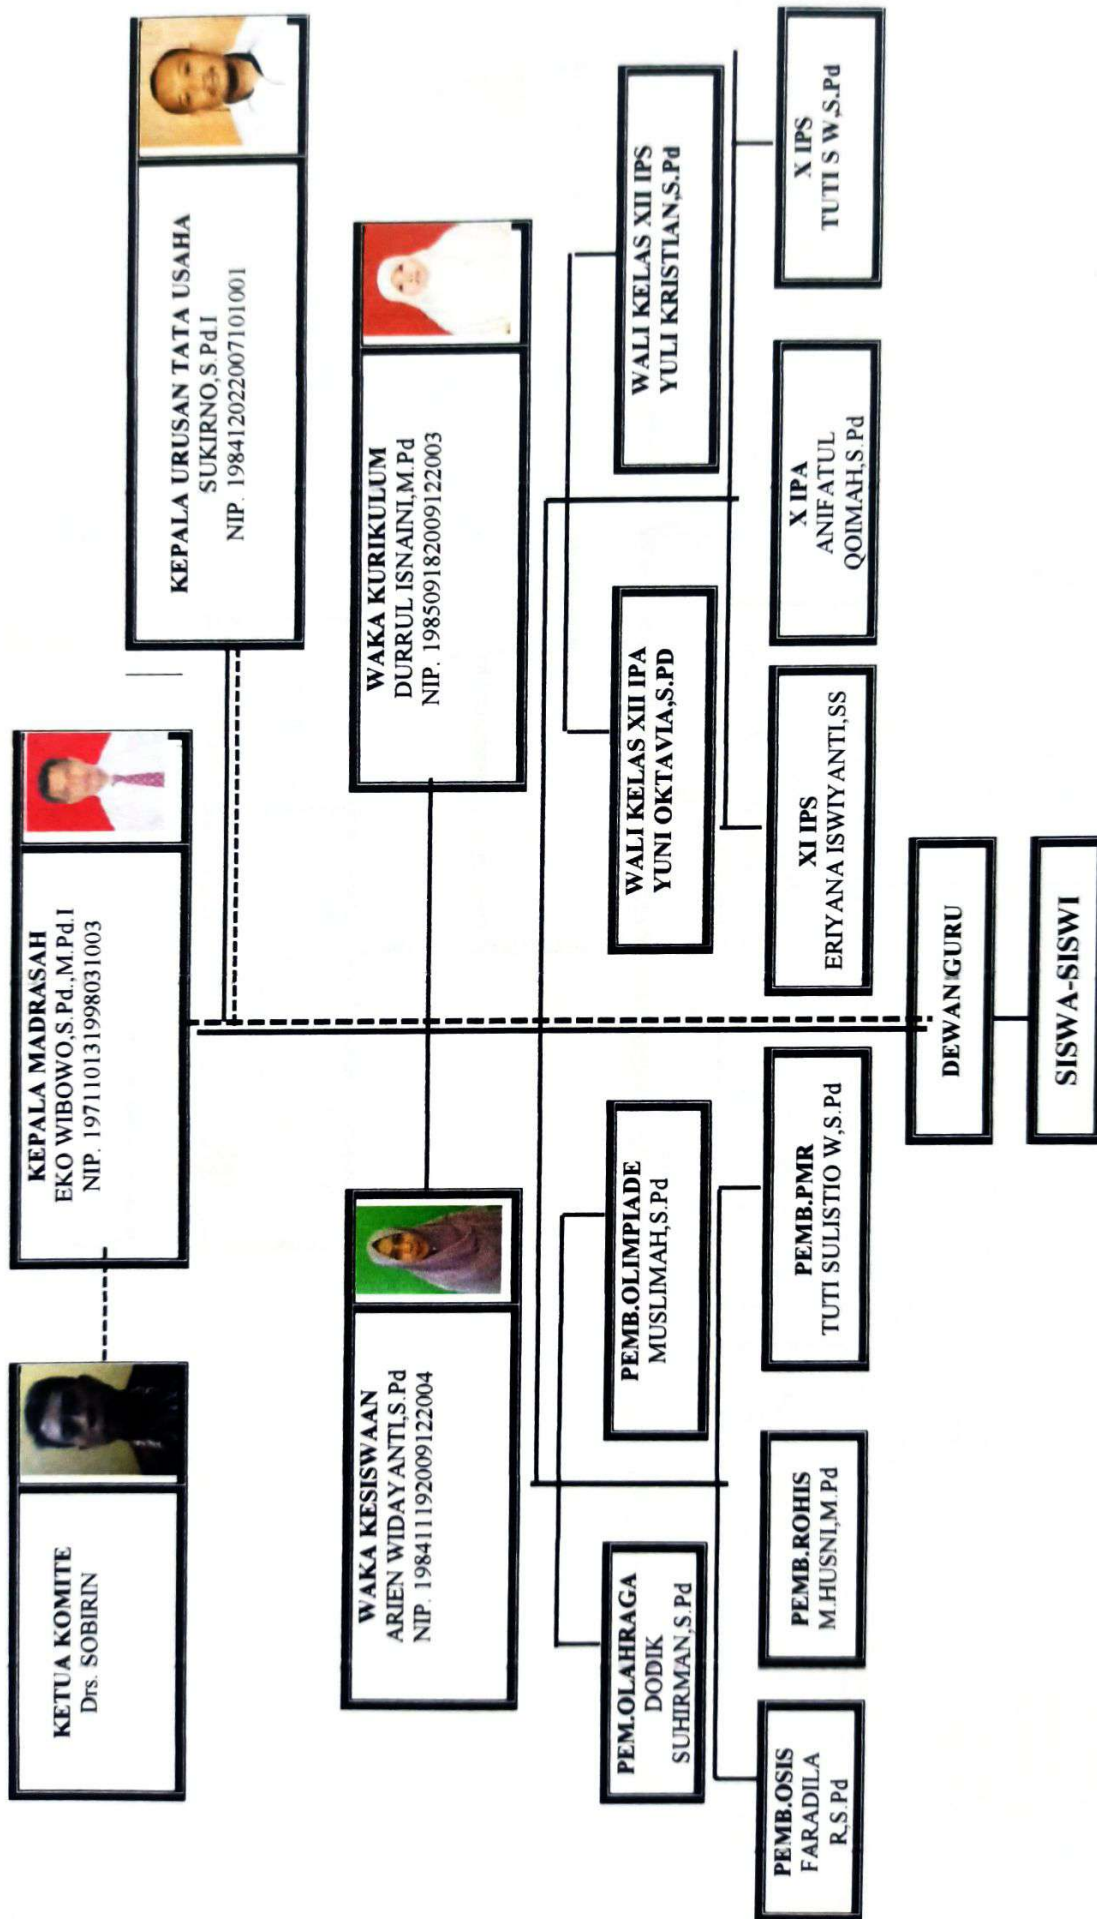 KETUA KOMITE
Drs. SOBIRIN
KEPALA MADRASAH
EKO WIBOWO,S.Pd.,M.Pd.I
NIP. 197110131998031003
KEPALA URUSAN TATA USAHA
SUKIRNO,S.Pd.I
NIP. 198412022007101001
WAKA KESISWAAN
ARIEN WIDAYANTI,S.Pd
NIP. 198411192009122004
WAKA KURIKULUM
DURRUL ISNAINI,M.Pd
NIP. 198509182009122003
PEM.OLAHRAGA
DODIK
SUHIRMAN,S.Pd
PEMB.OLIMPIADE
MUSLIMAH,S.Pd
WALI KELAS XII IPA
YUNI OKTAVIA,S.PD
WALI KELAS XII IPS
YULI KRISTIAN,S.Pd
PEMB.OSIS
FARADILA
R,S.Pd
PEMB.ROHIS
M.HUSNI,M.Pd
PEMB.PMR
TUTI SULISTIO W,S.Pd
XI IPS
ERIYANA ISWIYANTI,SS
X IPA
ANIFATUL
QOIMAH,S.Pd
X IPS
TUTI S W,S.Pd
DEWAN GURU
SISWA-SISWI